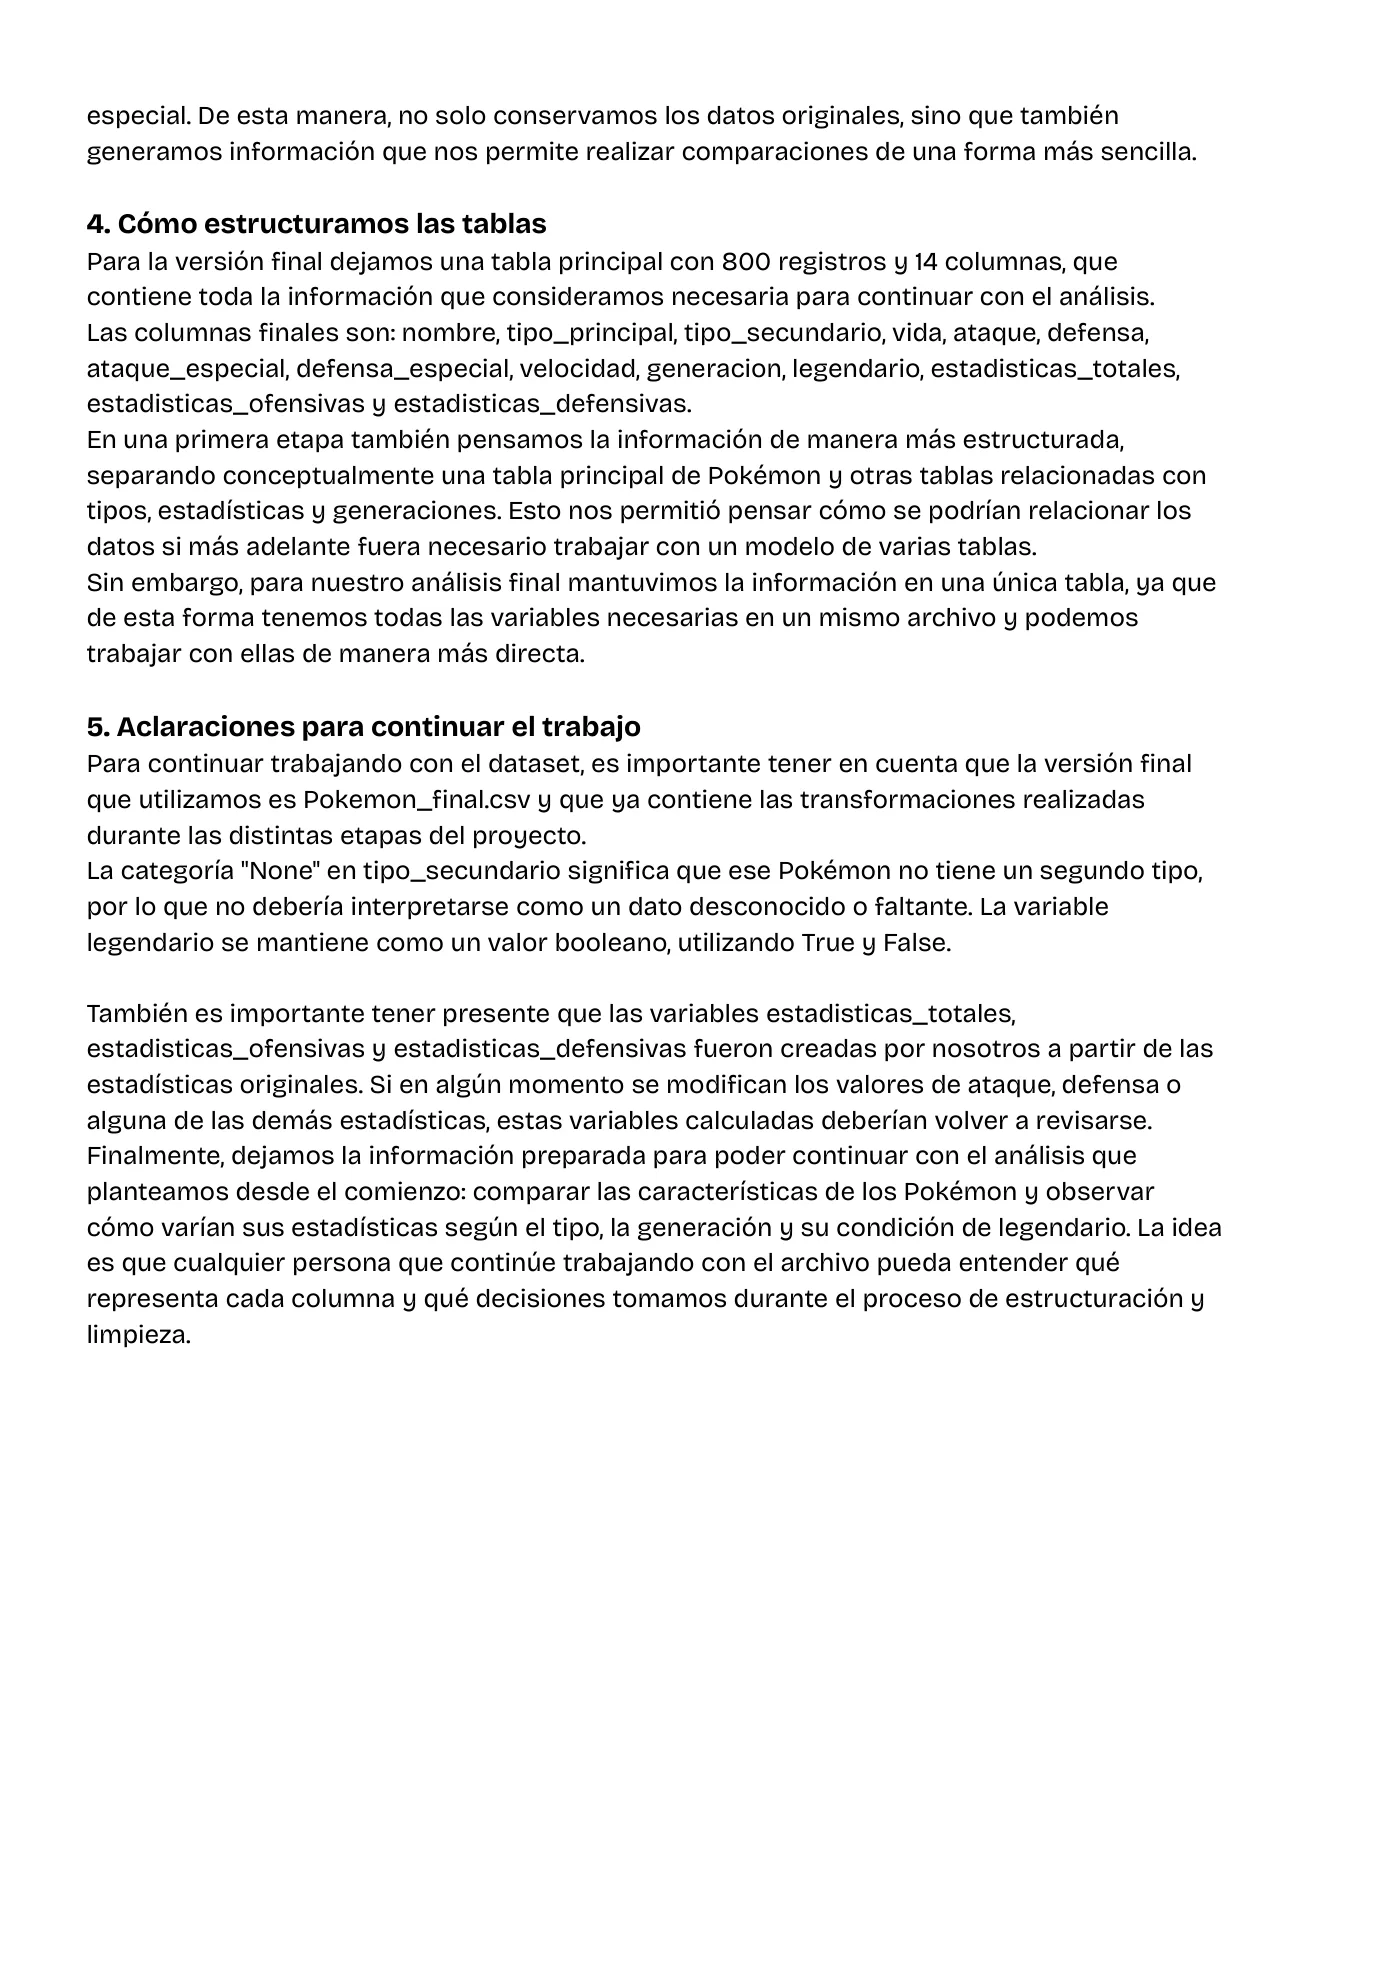 especial. De esta manera, no solo conservamos los datos originales, sino que también
generamos información que nos permite realizar comparaciones de una forma más sencilla.
4. Cómo estructuramos las tablas
Para la versión final dejamos una tabla principal con 800 registros y 14 columnas, que
contiene toda la información que consideramos necesaria para continuar con el análisis.
Las columnas finales son: nombre, tipo_principal, tipo_secundario, vida, ataque, defensa,
ataque_especial, defensa_especial, velocidad, generacion, legendario, estadisticas_totales,
estadisticas_ofensivas y estadisticas_defensivas.
En una primera etapa también pensamos la información de manera más estructurada,
separando conceptualmente una tabla principal de Pokémon y otras tablas relacionadas con
tipos, estadísticas y generaciones. Esto nos permitió pensar cómo se podrían relacionar los
datos si más adelante fuera necesario trabajar con un modelo de varias tablas.
Sin embargo, para nuestro análisis final mantuvimos la información en una única tabla, ya que
de esta forma tenemos todas las variables necesarias en un mismo archivo y podemos
trabajar con ellas de manera más directa.
5. Aclaraciones para continuar el trabajo
Para continuar trabajando con el dataset, es importante tener en cuenta que la versión final
que utilizamos es Pokemon_final.csv y que ya contiene las transformaciones realizadas
durante las distintas etapas del proyecto.
La categoría "None" en tipo_secundario significa que ese Pokémon no tiene un segundo tipo,
por lo que no debería interpretarse como un dato desconocido o faltante. La variable
legendario se mantiene como un valor booleano, utilizando True y False.
También es importante tener presente que las variables estadisticas_totales,
estadisticas_ofensivas y estadisticas_defensivas fueron creadas por nosotros a partir de las
estadísticas originales. Si en algún momento se modifican los valores de ataque, defensa o
alguna de las demás estadísticas, estas variables calculadas deberían volver a revisarse.
Finalmente, dejamos la información preparada para poder continuar con el análisis que
planteamos desde el comienzo: comparar las características de los Pokémon y observar
cómo varían sus estadísticas según el tipo, la generación y su condición de legendario. La idea
es que cualquier persona que continúe trabajando con el archivo pueda entender qué
representa cada columna y qué decisiones tomamos durante el proceso de estructuración y
limpieza.